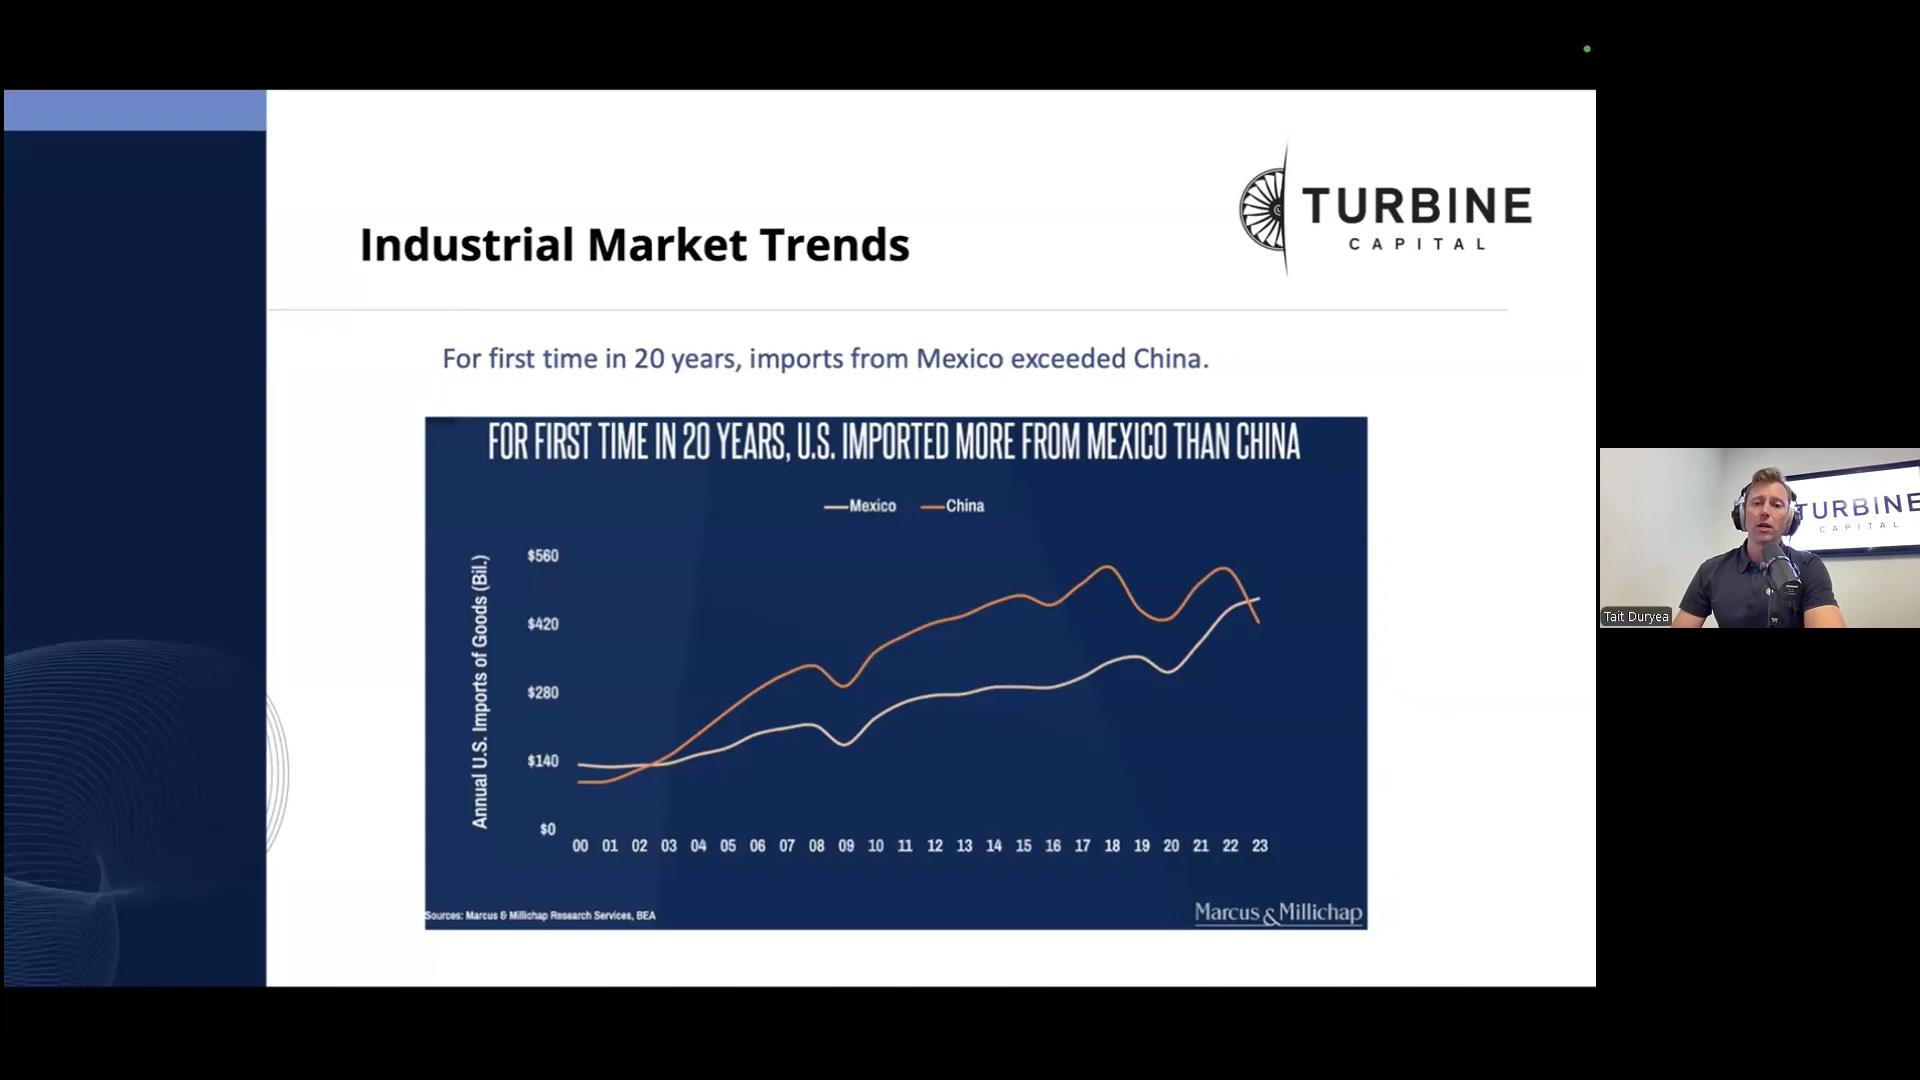 TURBINE
CAPITAL
Industrial Market Trends
For first time in 20 years, imports from Mexico exceeded China.
FOR FIRST TIME IN 20 YEARS, U.S. IMPORTED MORE FROM MEXICO THAN CHINA
Mexico China
Annual U.S. Imports of Goods (Bil.)
$560
$420
$280
$140
$0
00 01 02 03 04 05 06 07 08 09 10 11 12 13 14 15 16 17 18 19 20 21 22 23
Sources: Marcus & Millichap Research Services, BEA
Marcus & Millichap
TURBINE
CAPITAL
Tait Duryea